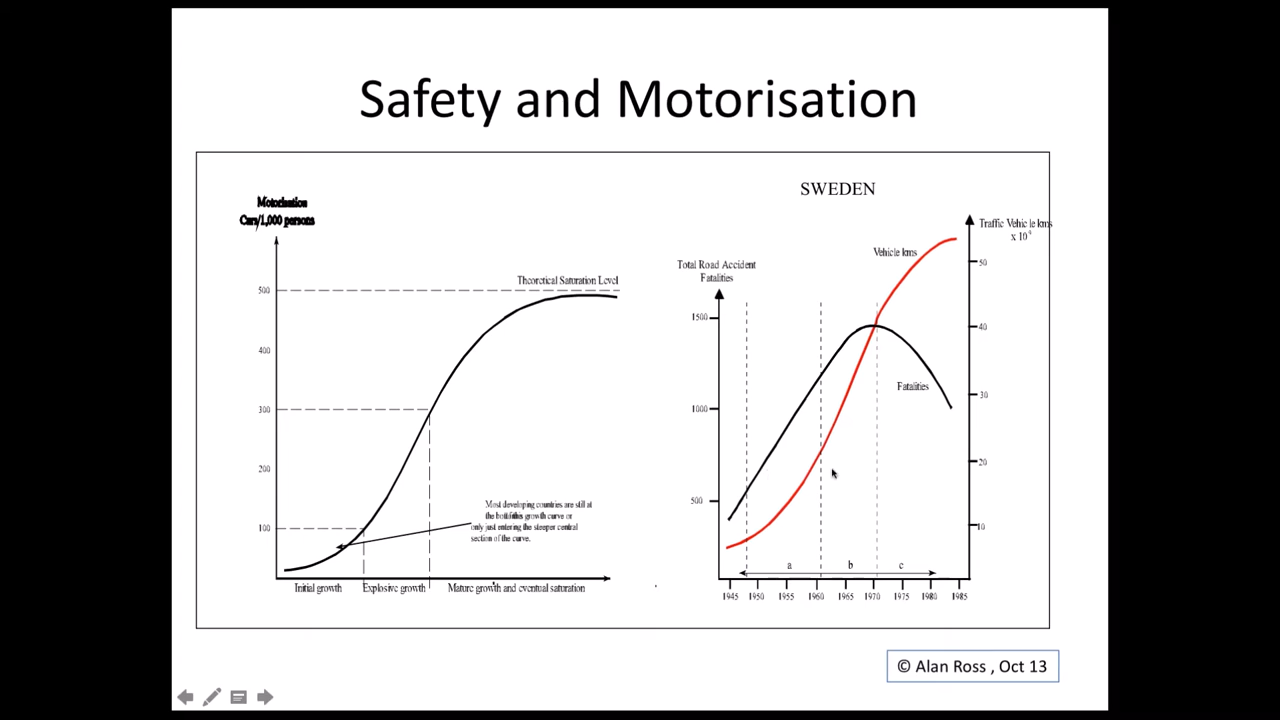 Safety and Motorisation
Motorisation
Cars/1,000 persons
500
400
300
200
100
Theoretical Saturation Level
Most developing countries are still at
the of this growth curve or
only just entering the steeper central
section of the curve.
Initial growth
Explosive growth
Mature growth and eventual saturation
SWEDEN
Total Road Accident
Fatalities
1500
1000
500
Vehicle kms
Fatalities
Traffic Vehicle kms
x 10⁹
50
40
30
20
10
a
b
c
1945
1950
1955
1960
1965
1970
1975
1980
1985
© Alan Ross , Oct 13